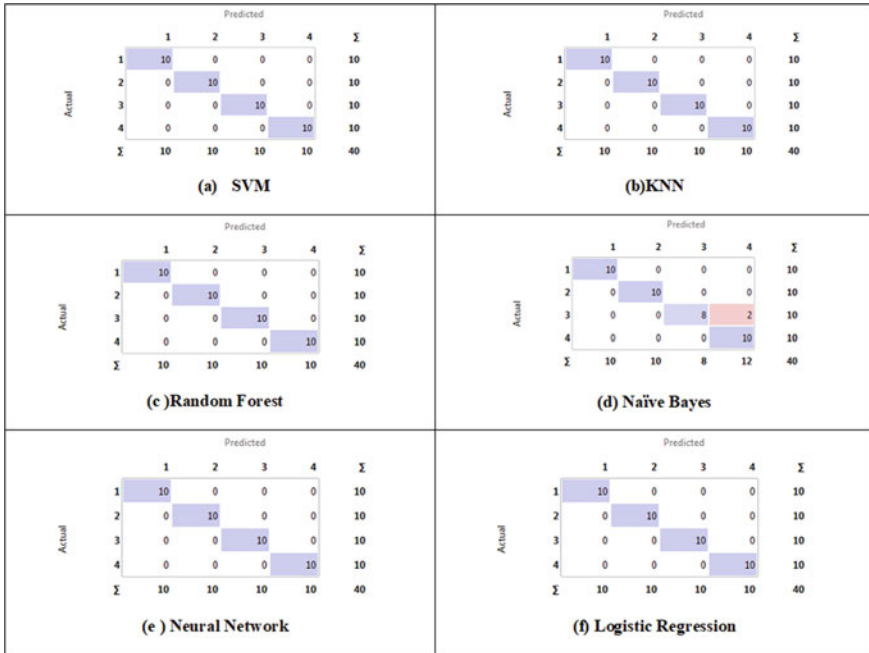 Predicted
1 2 3 4 Σ
Actual
1 10 0 0 0 10
2 0 10 0 0 10
3 0 0 10 0 10
4 0 0 0 10 10
Σ 10 10 10 10 40
(a) SVM
Predicted
1 2 3 4 Σ
Actual
1 10 0 0 0 10
2 0 10 0 0 10
3 0 0 10 0 10
4 0 0 0 10 10
Σ 10 10 10 10 40
(b)KNN
Predicted
1 2 3 4 Σ
Actual
1 10 0 0 0 10
2 0 10 0 0 10
3 0 0 10 0 10
4 0 0 0 10 10
Σ 10 10 10 10 40
(c )Random Forest
Predicted
1 2 3 4 Σ
Actual
1 10 0 0 0 10
2 0 10 0 0 10
3 0 0 8 2 10
4 0 0 0 10 10
Σ 10 10 8 12 40
(d) Naïve Bayes
Predicted
1 2 3 4 Σ
Actual
1 10 0 0 0 10
2 0 10 0 0 10
3 0 0 10 0 10
4 0 0 0 10 10
Σ 10 10 10 10 40
(e ) Neural Network
Predicted
1 2 3 4 Σ
Actual
1 10 0 0 0 10
2 0 10 0 0 10
3 0 0 10 0 10
4 0 0 0 10 10
Σ 10 10 10 10 40
(f) Logistic Regression